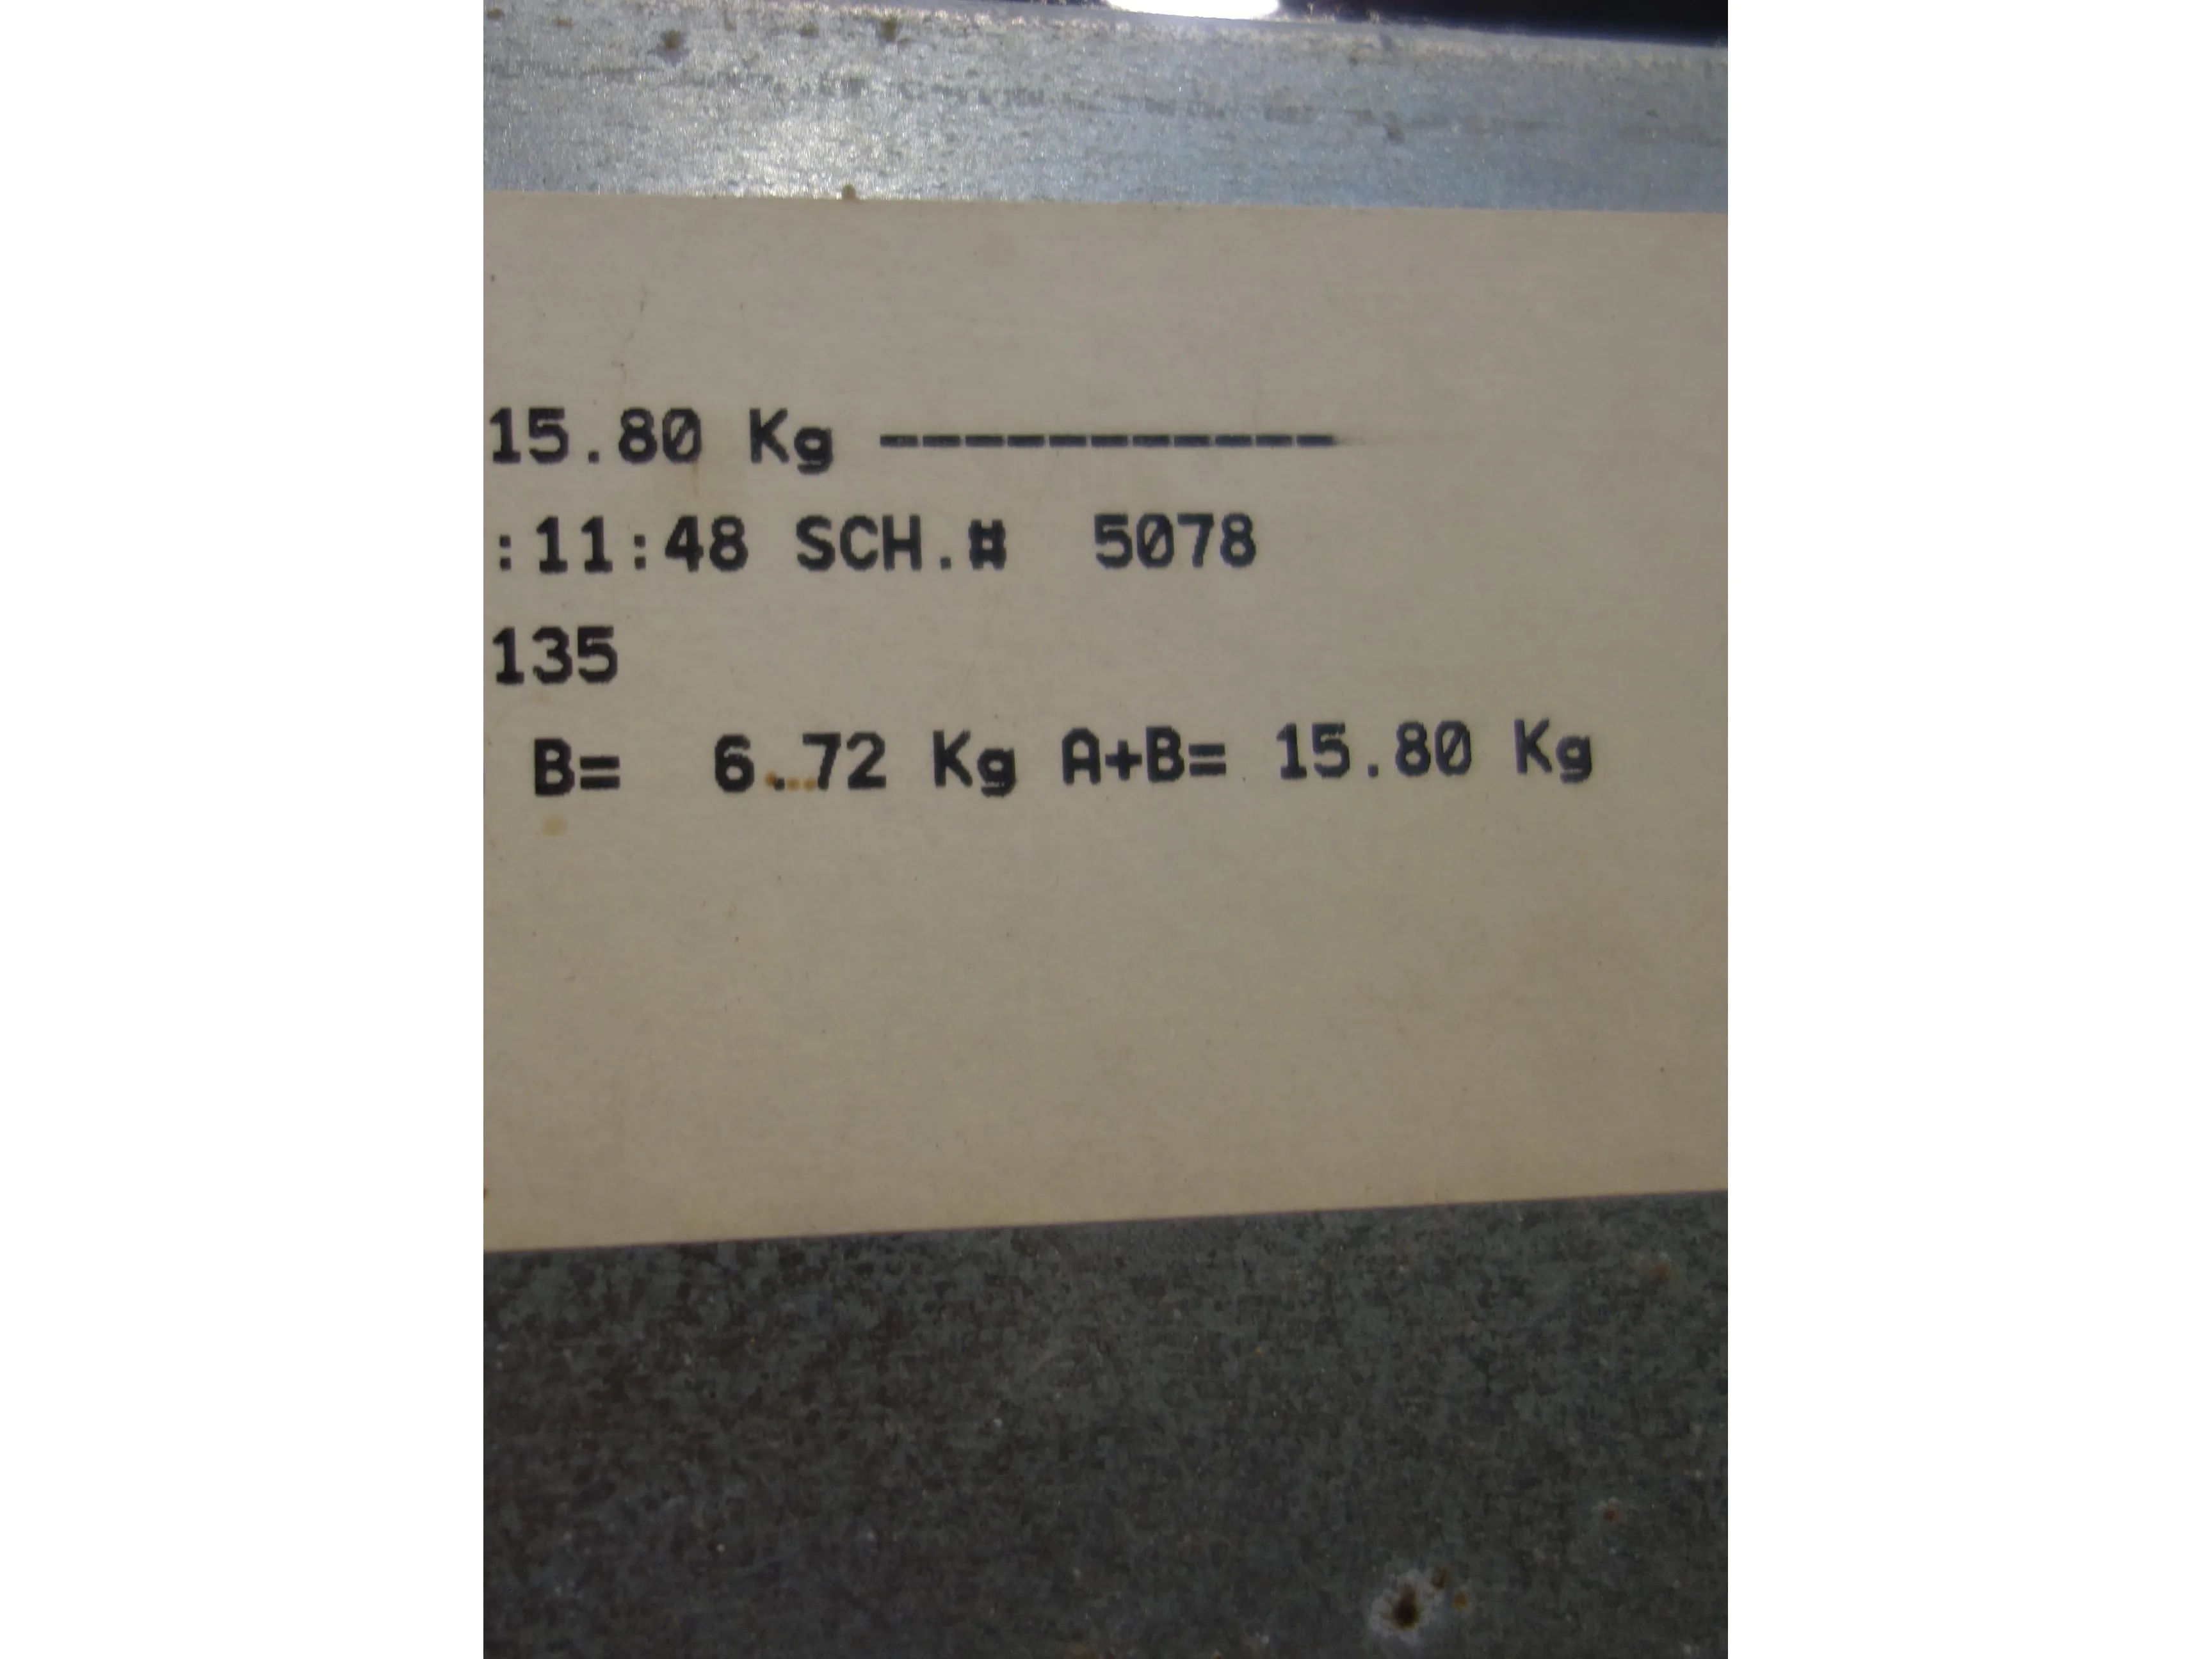 15.80 Kg -----------
:11:48 SCH.# 5078
135
B= 6.72 Kg A+B= 15.80 Kg